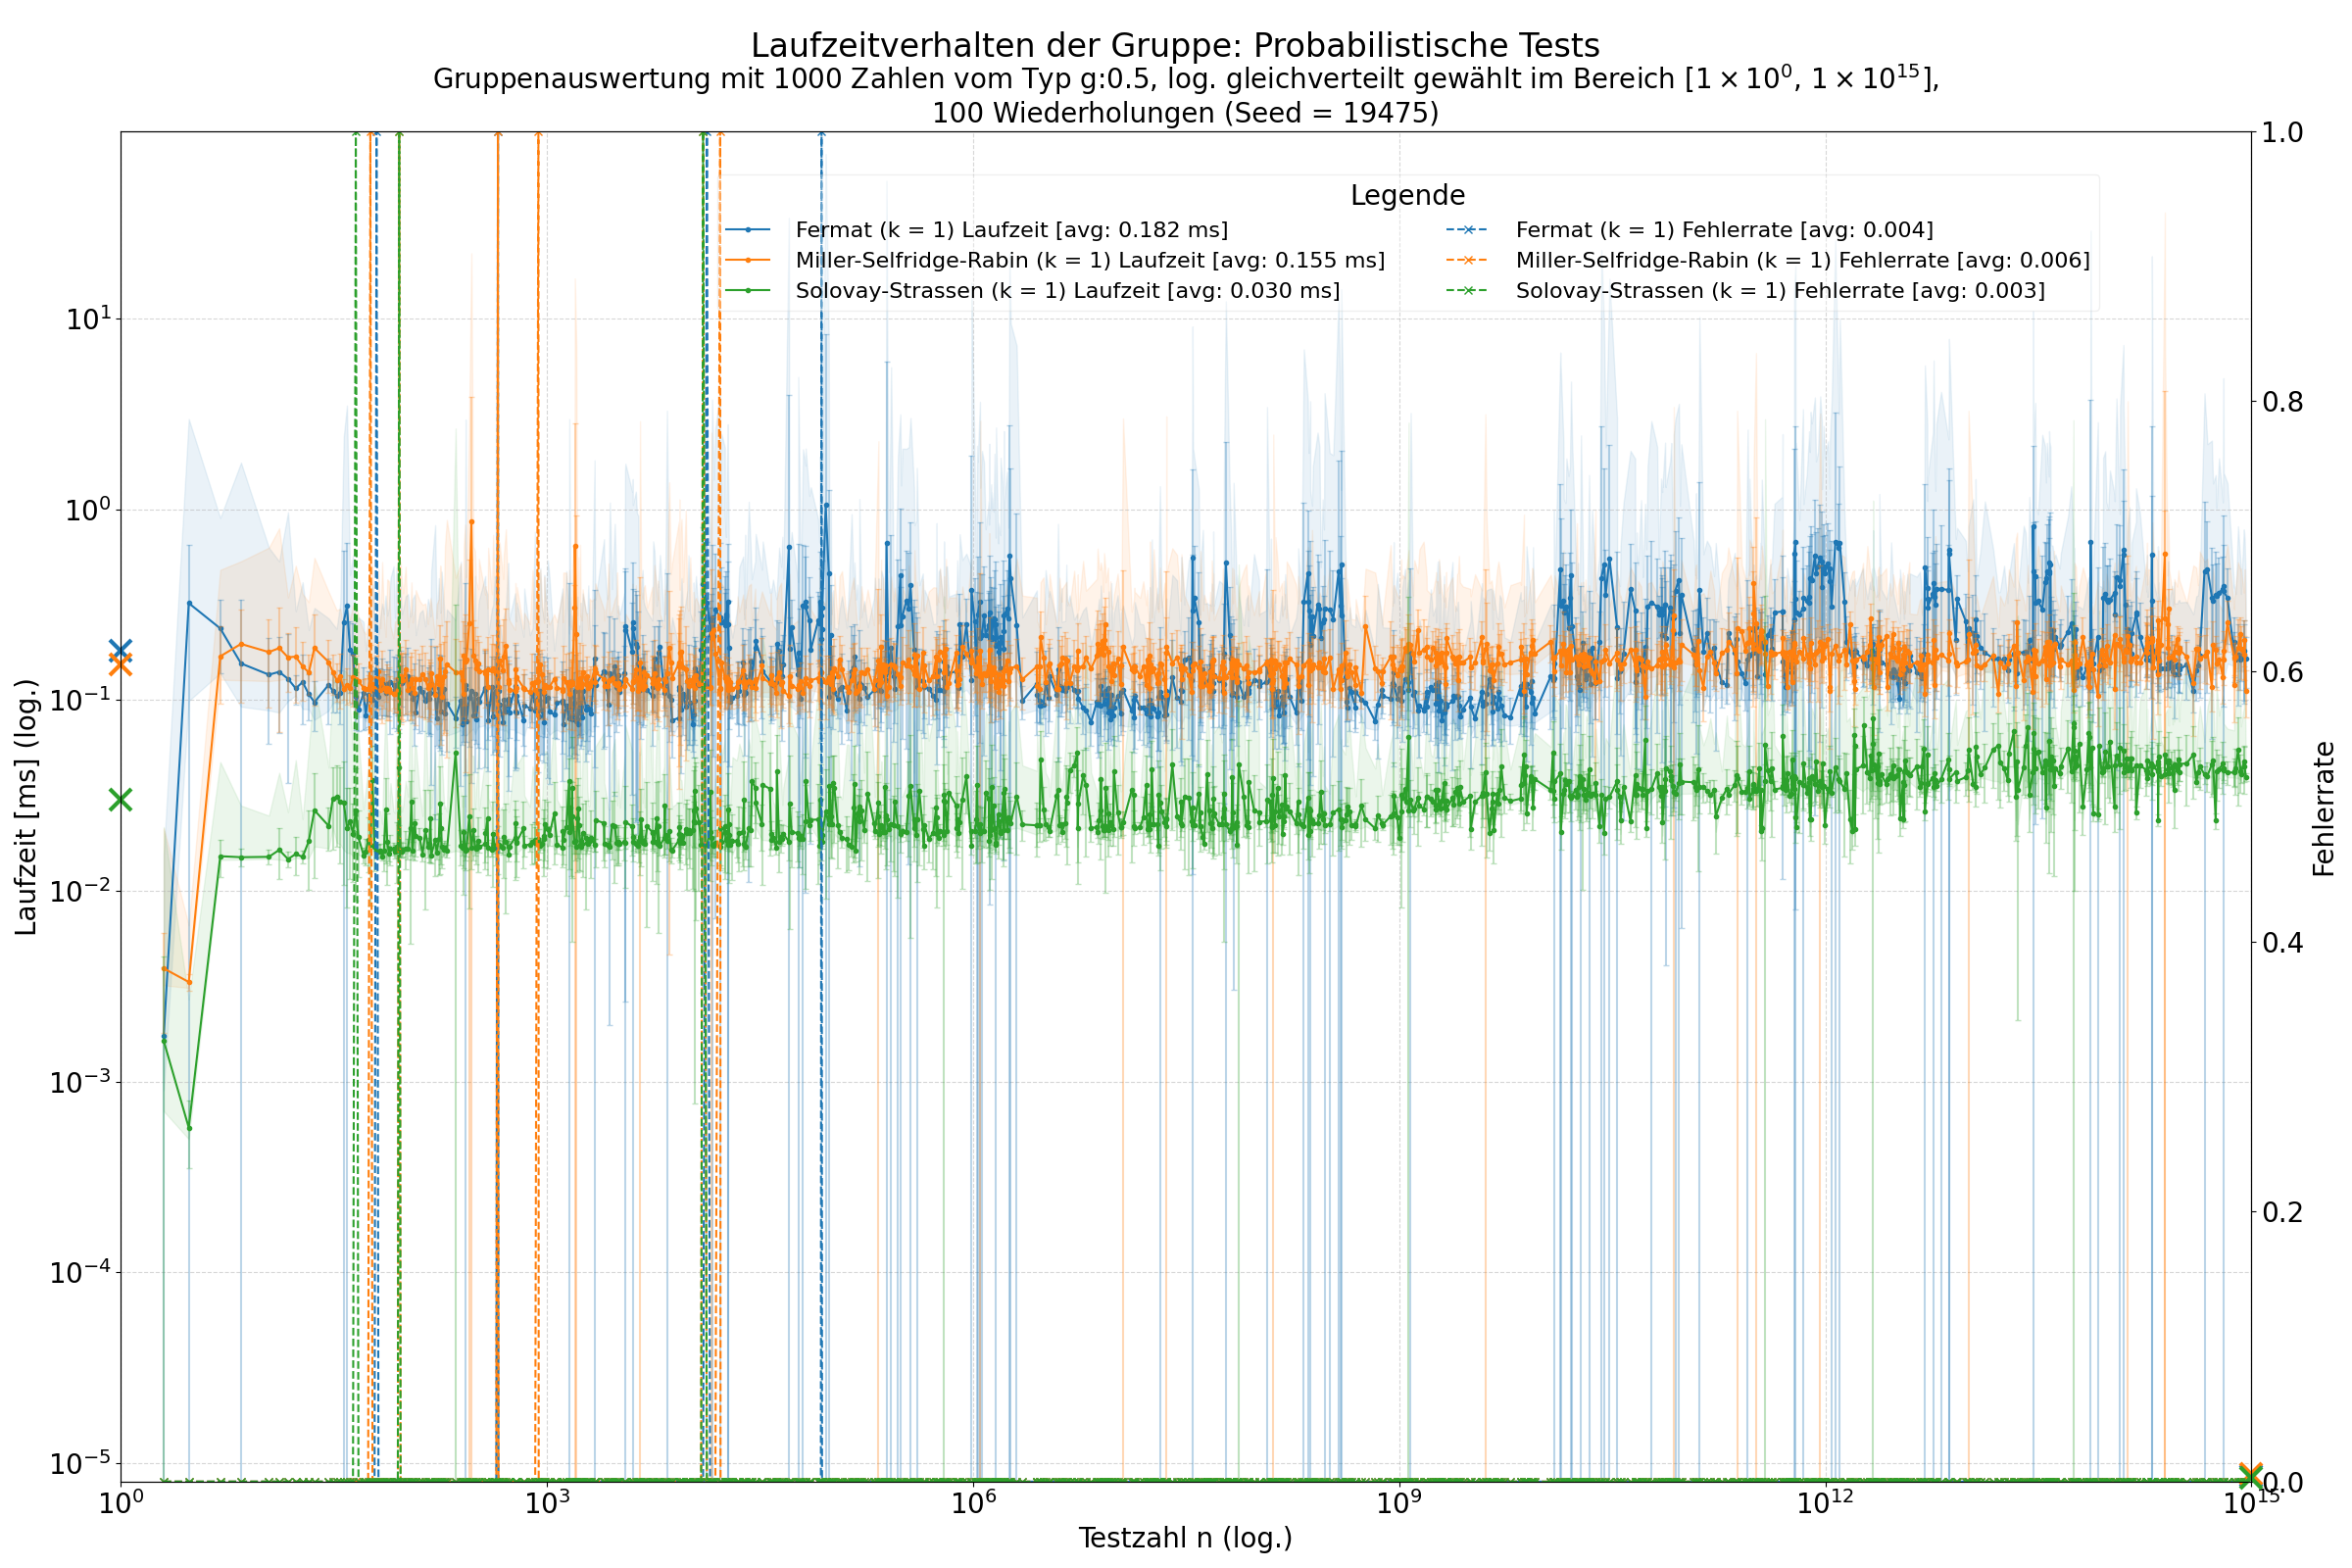 Laufzeitverhalten der Gruppe: Probabilistische Tests
Gruppenauswertung mit 1000 Zahlen vom Typ g:0.5, log. gleichverteilt gewählt im Bereich [1 × 10⁰, 1 × 10¹⁵],
100 Wiederholungen (Seed = 19475)
Legende
Fermat (k = 1) Laufzeit [avg: 0.182 ms]
Miller-Selfridge-Rabin (k = 1) Laufzeit [avg: 0.155 ms]
Solovay-Strassen (k = 1) Laufzeit [avg: 0.030 ms]
Fermat (k = 1) Fehlerrate [avg: 0.004]
Miller-Selfridge-Rabin (k = 1) Fehlerrate [avg: 0.006]
Solovay-Strassen (k = 1) Fehlerrate [avg: 0.003]
Laufzeit [ms] (log.)
10¹
10⁰
10⁻¹
10⁻²
10⁻³
10⁻⁴
10⁻⁵
1.0
0.8
0.6
0.4
0.2
0.0
Fehlerrate
10⁰
10³
10⁶
10⁹
10¹²
10¹⁵
Testzahl n (log.)